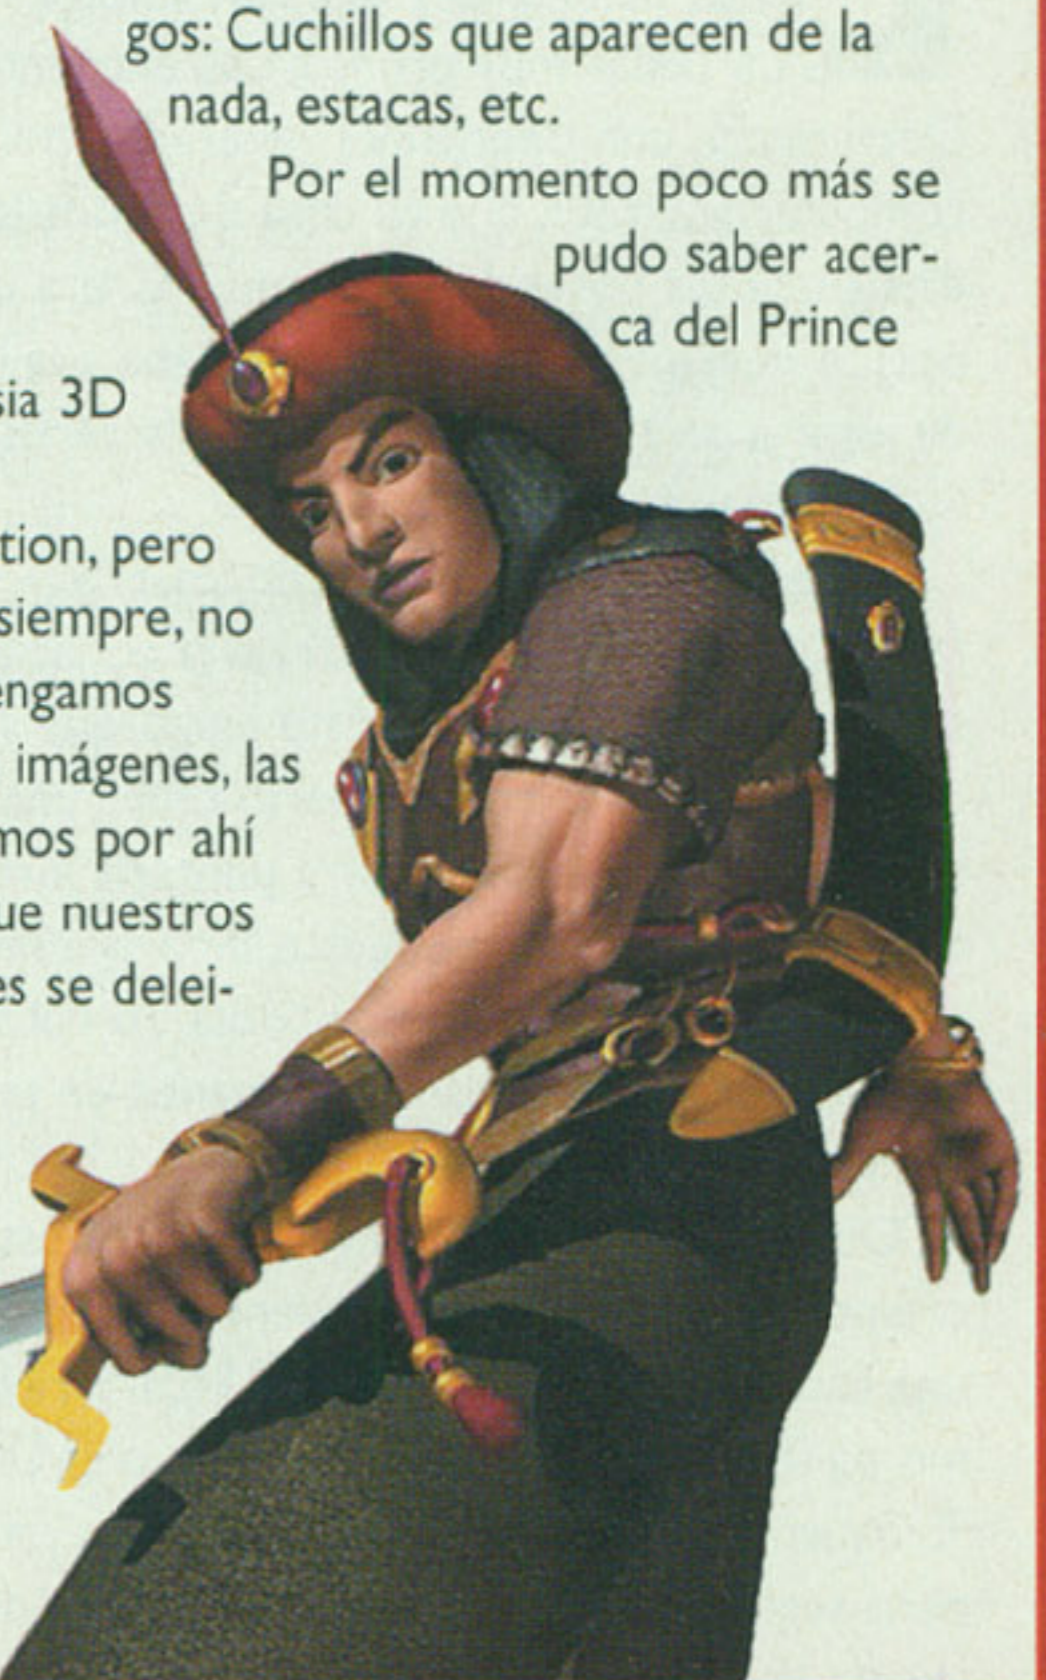 gos: Cuchillos que aparecen de la
nada, estacas, etc.
Por el momento poco más se
pudo saber acer-
ca del Prince
sia 3D
tion, pero
siempre, no
engamos
imágenes, las
mos por ahí
ue nuestros
es se delei-